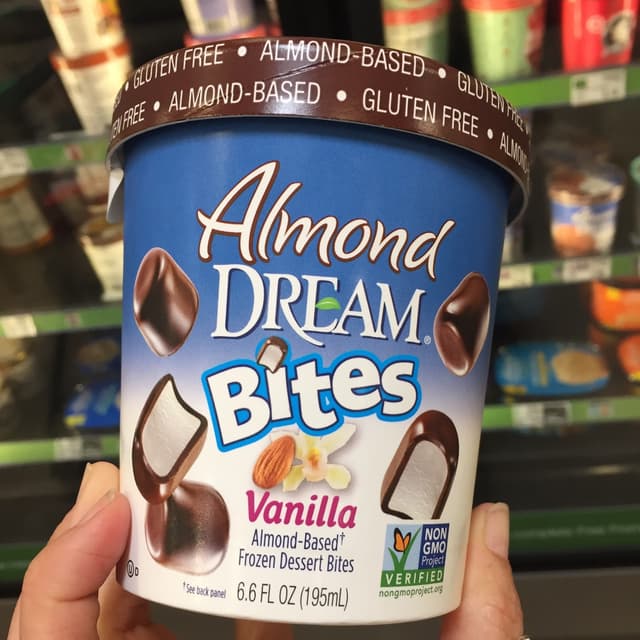 GLUTEN FREE • ALMOND-BASED • GLUTEN FREE
FREE • ALMOND-BASED • GLUTEN FREE •
Almond
DREAM®
Bites
Vanilla
Almond-Based†
Frozen Dessert Bites
†See back panel
6.6 FL OZ (195mL)
NON
GMO
Project
VERIFIED
nongmoproject.org
U D